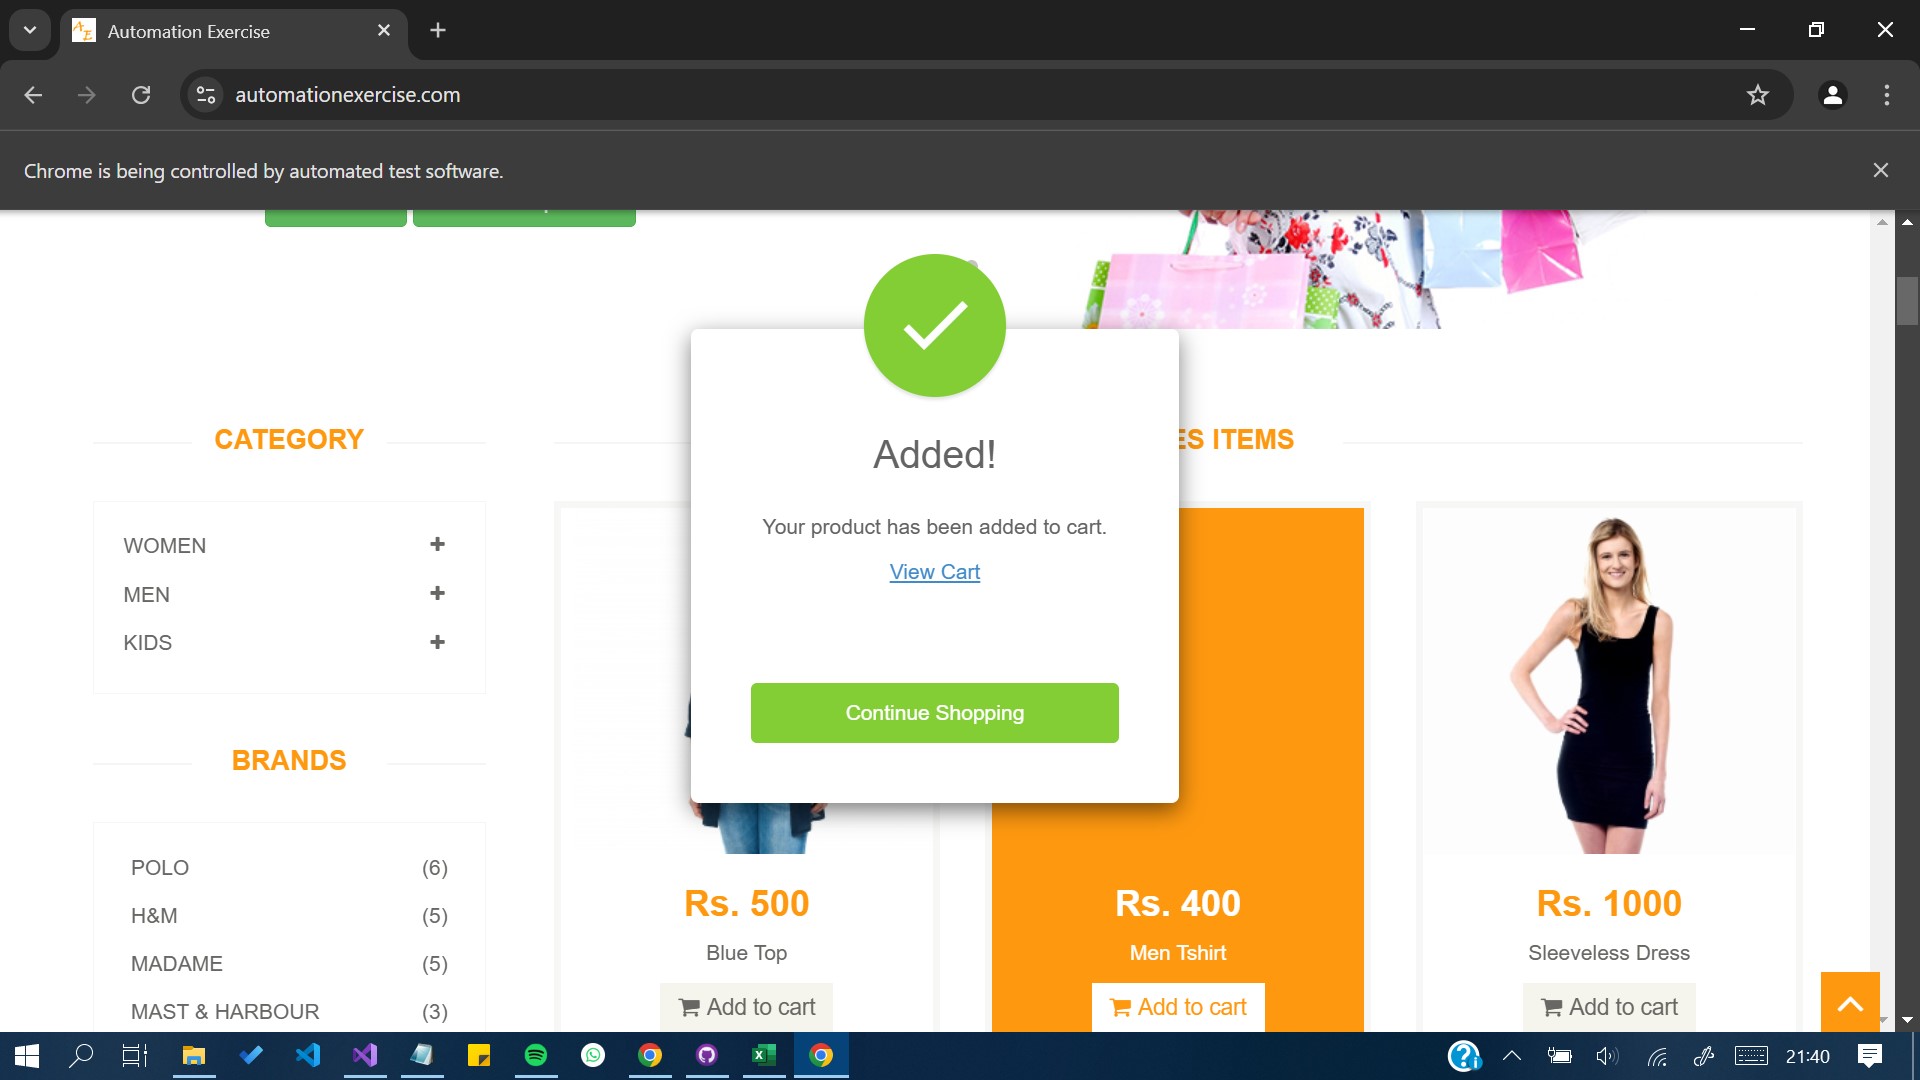 Automation Exercise
automationexercise.com
Chrome is being controlled by automated test software.
Added!
Your product has been added to cart.
View Cart
Continue Shopping
CATEGORY
WOMEN
MEN
KIDS
BRANDS
POLO (6)
H&M (5)
MADAME (5)
MAST & HARBOUR (3)
ES ITEMS
Rs. 500
Blue Top
Add to cart
Rs. 400
Men Tshirt
Add to cart
Rs. 1000
Sleeveless Dress
Add to cart
21:40